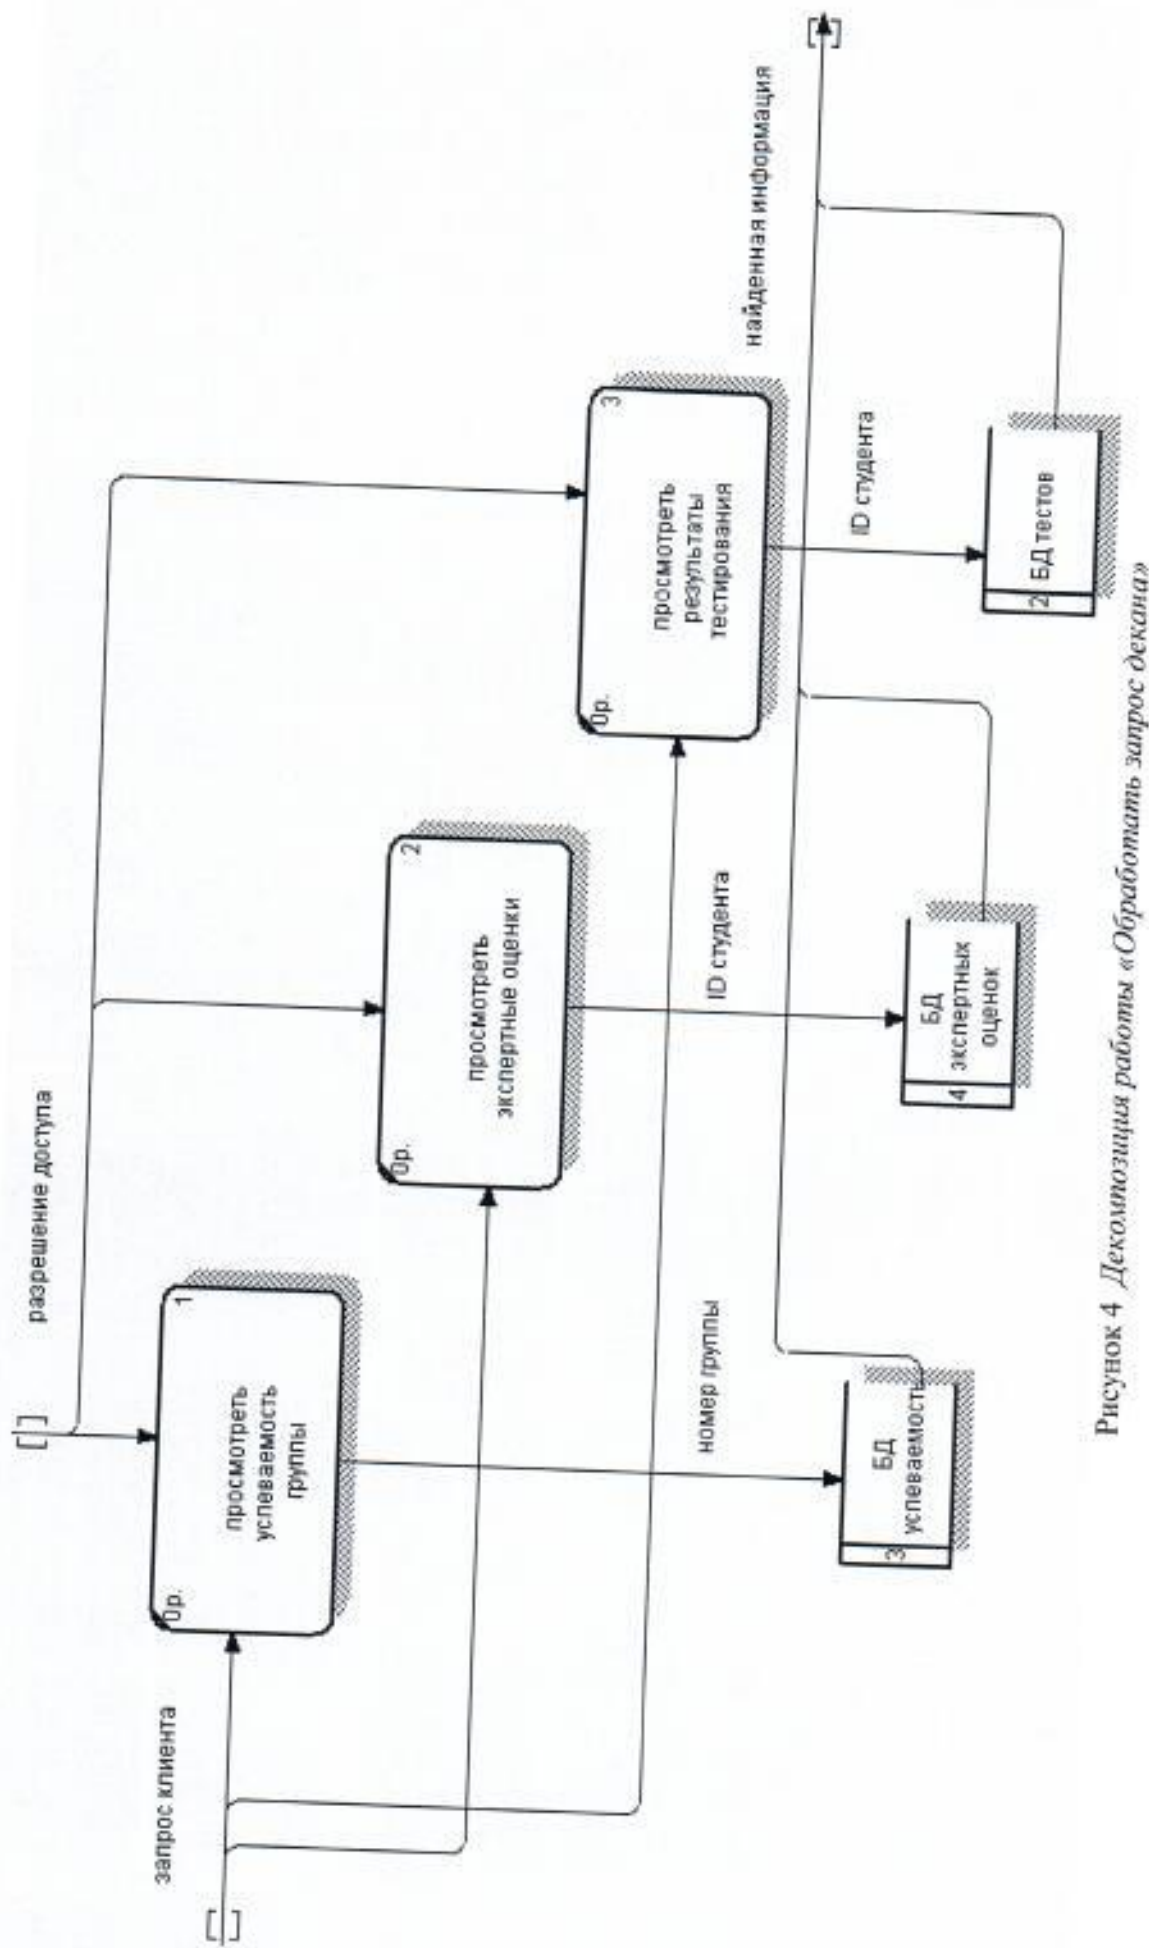 разрешение доступа
запрос клиента
0р.
1
просмотреть
успеваемость
группы
0р.
2
просмотреть
экспертные оценки
0р.
3
просмотреть
результаты
тестирования
найденная информация
номер группы
ID студента
ID студента
3
БД
успеваемость
4
БД
экспертных
оценок
2
БД тестов
Рисунок 4 Декомпозиция работы «Обработать запрос декана»